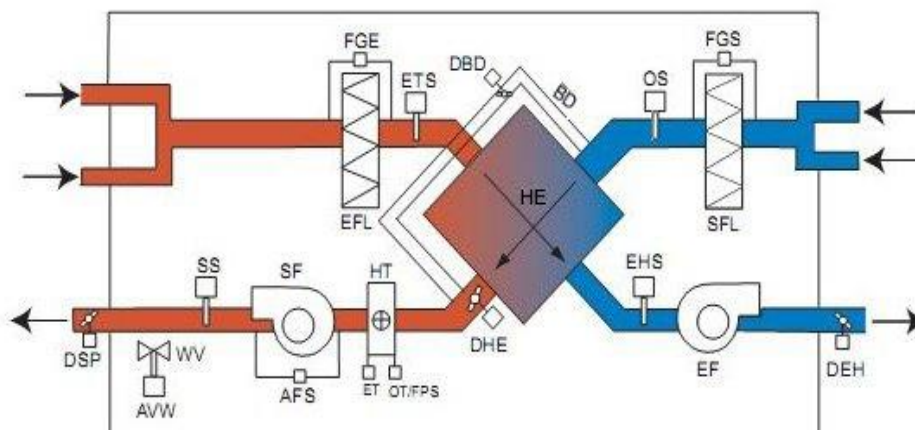 FGE
FGS
DBD
ETS
BD
OS
HE
EFL
SFL
SS
SF
HT
EHS
DSP
WV
DHE
EF
DEH
AFS
ET
OT/FPS
AVW